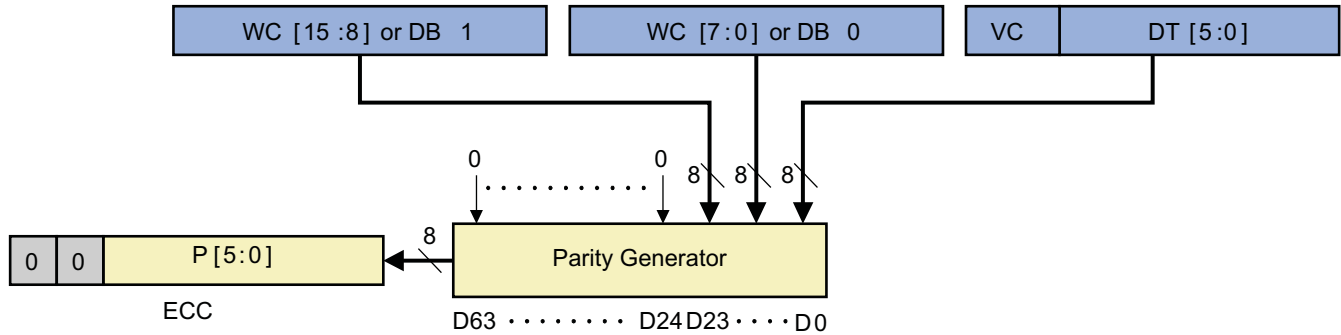 WC [15 :8] or DB 1
WC [7:0] or DB 0
VC
DT [5:0]
0
0
8
8
8
8
0
0
P[5:0]
Parity Generator
ECC
D63 ········ D24 D23 ···· D0